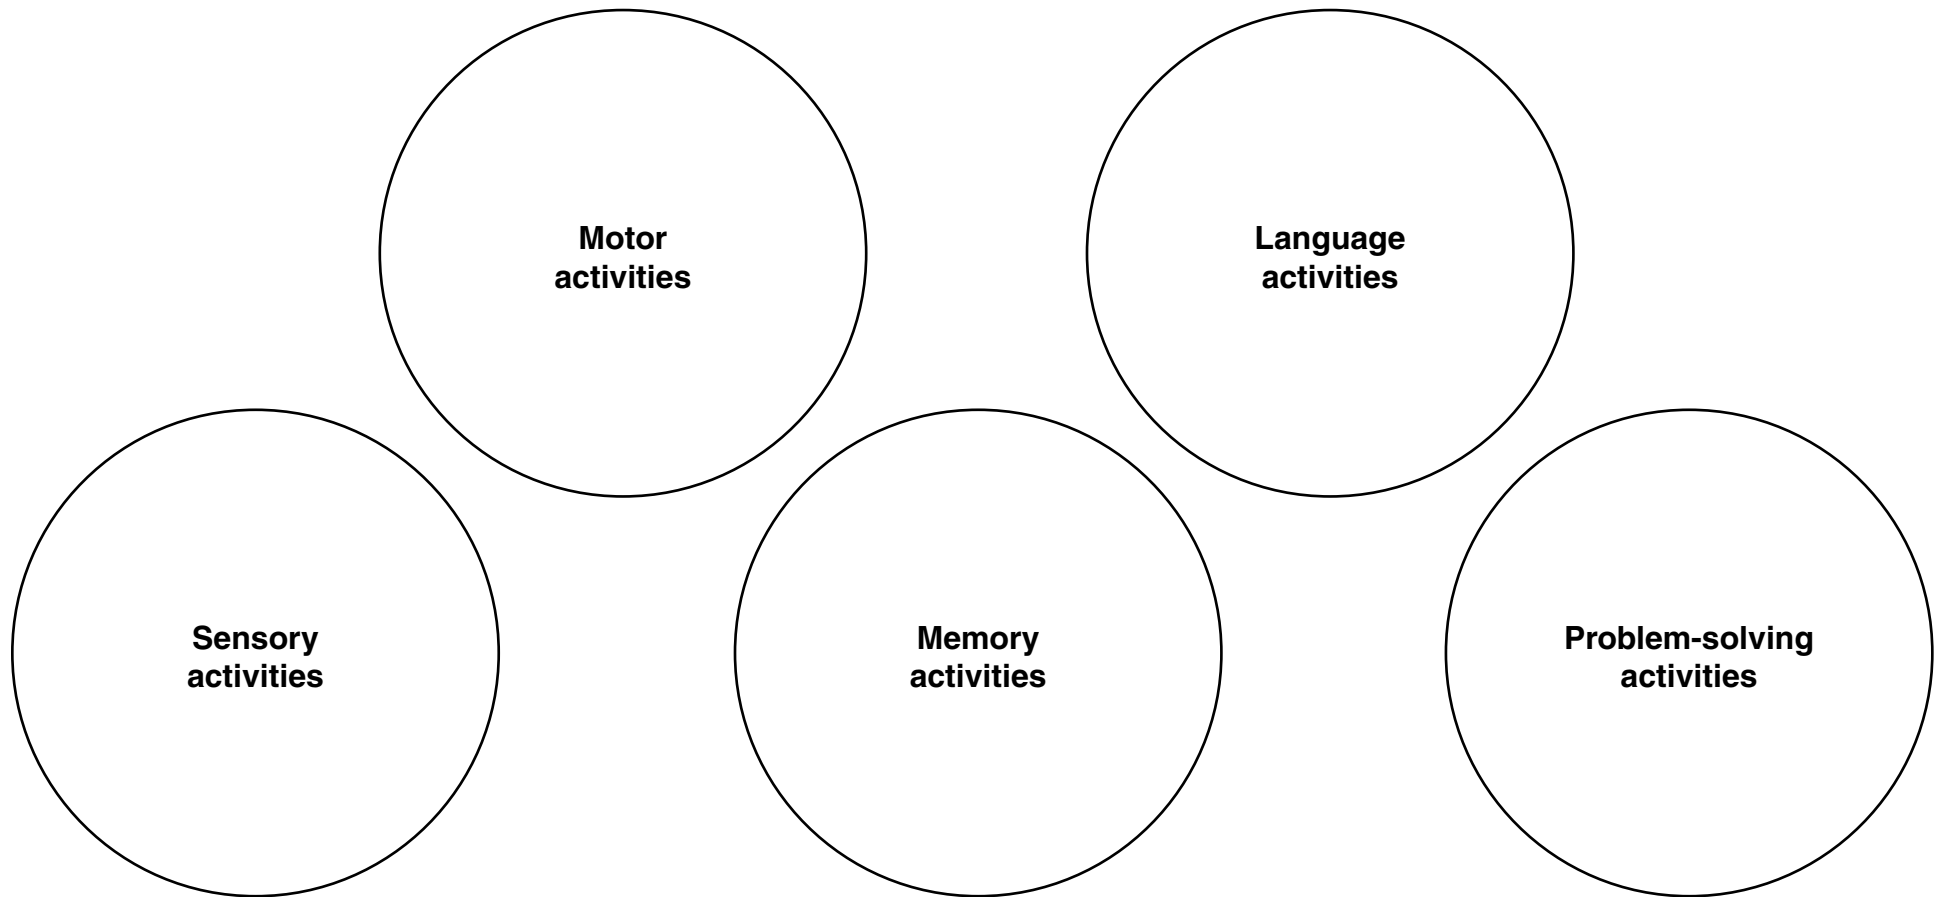 Motor
activities
Language
activities
Sensory
activities
Memory
activities
Problem-solving
activities